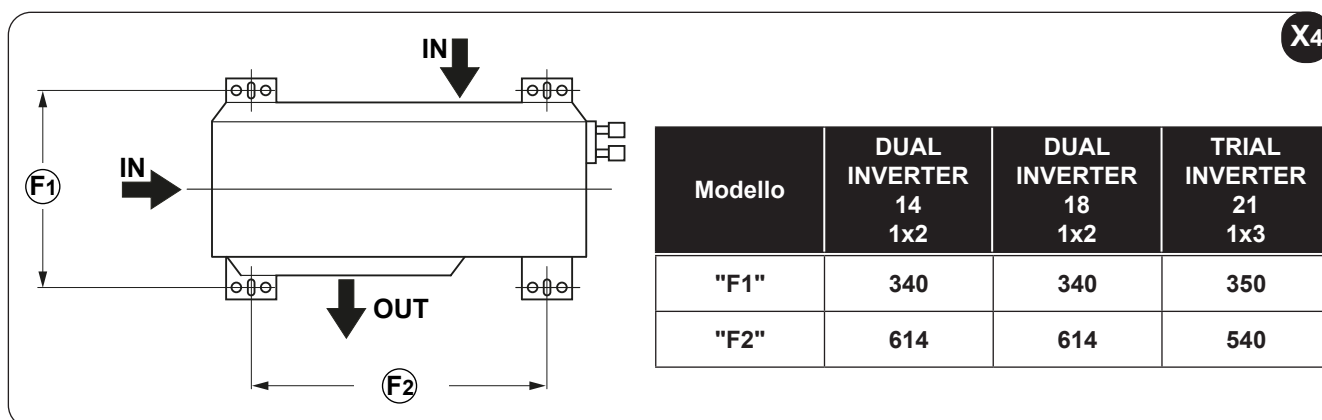 X4
IN
IN
F1
OUT
F2
Modello
DUAL
INVERTER
14
1x2
DUAL
INVERTER
18
1x2
TRIAL
INVERTER
21
1x3
"F1" 340 340 350
"F2" 614 614 540